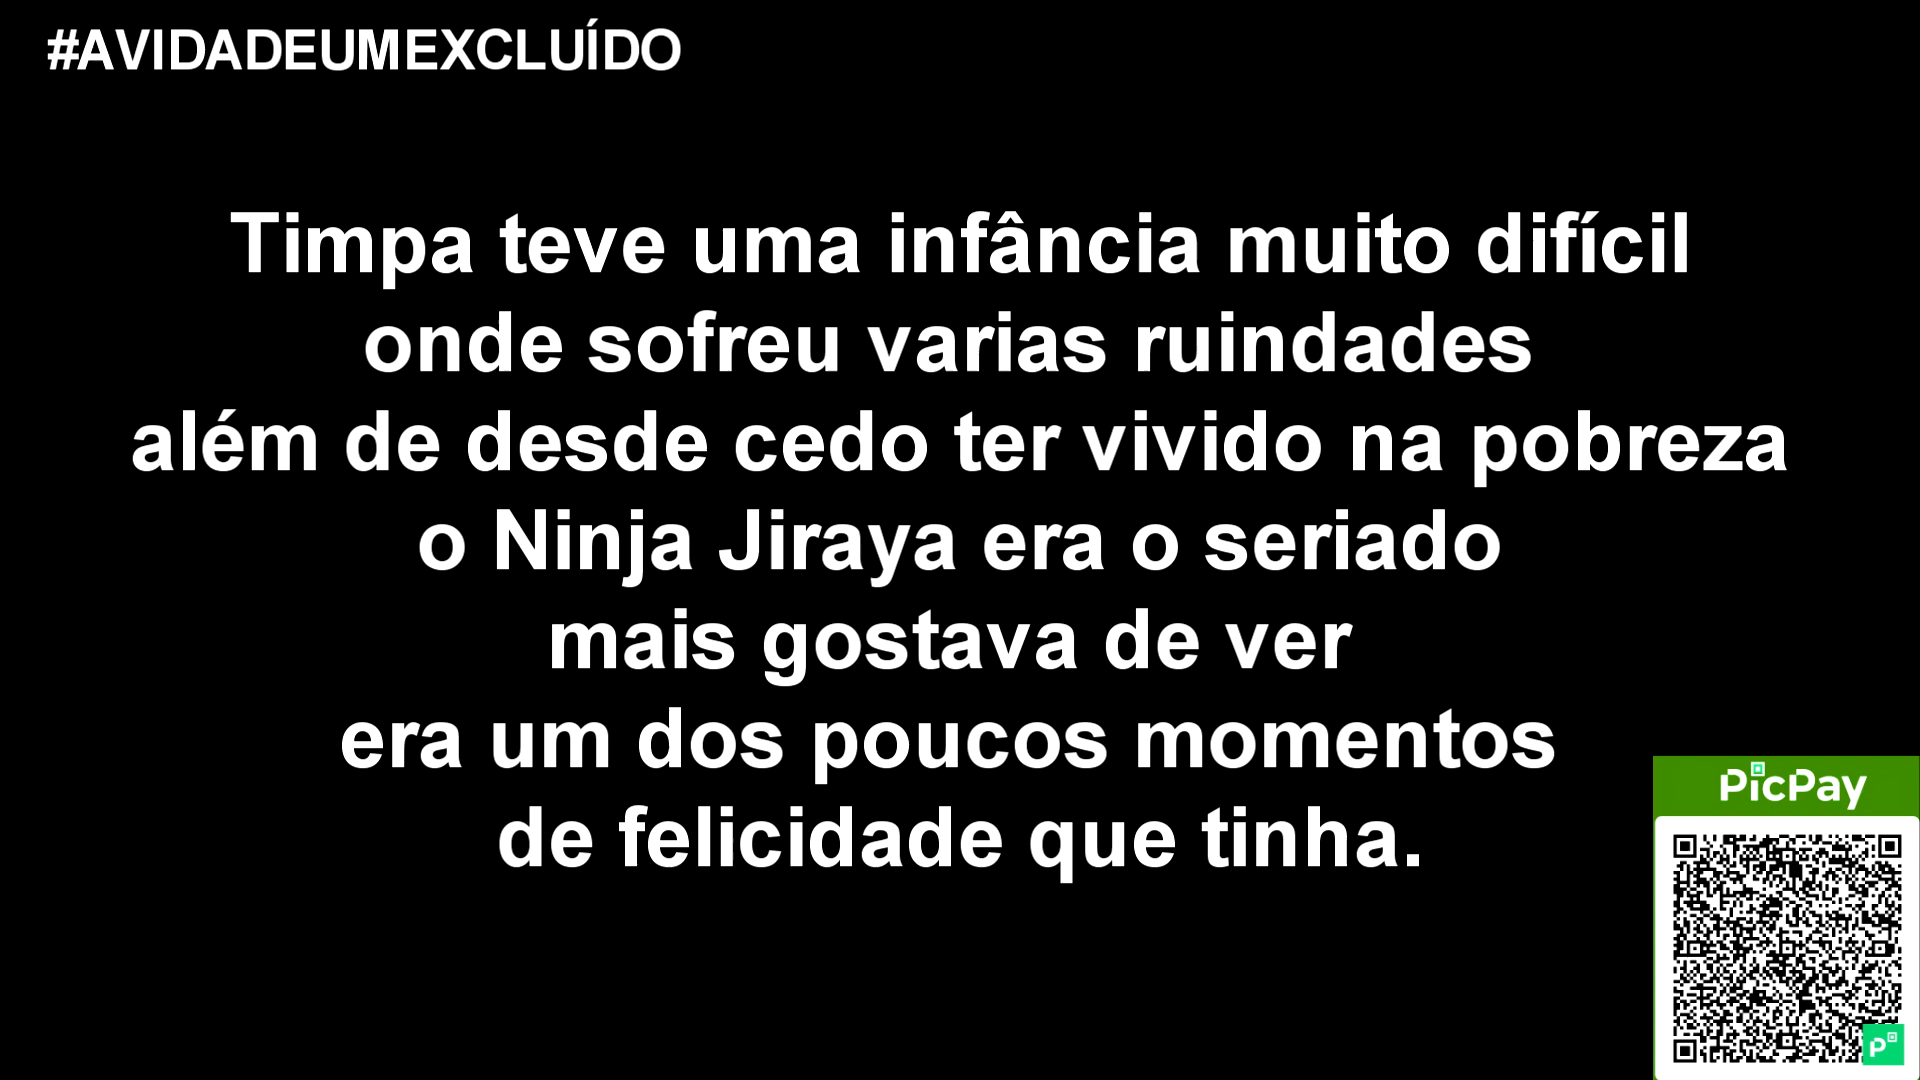 #AVIDADEUMEXCLUÍDO
Timpa teve uma infância muito difícil
onde sofreu varias ruindades
além de desde cedo ter vivido na pobreza
o Ninja Jiraya era o seriado
mais gostava de ver
era um dos poucos momentos
de felicidade que tinha.
PicPay
P